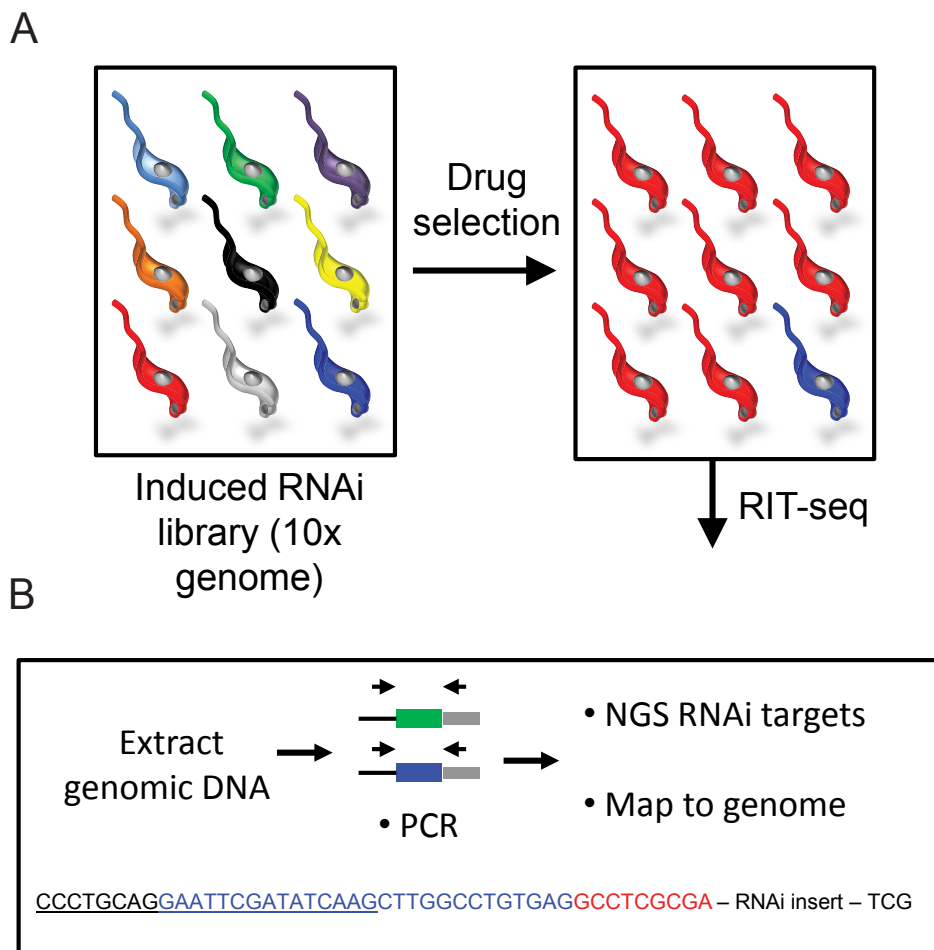 A
Drug
selection
Induced RNAi
library (10x
genome)
RIT-seq
B
Extract
genomic DNA
• PCR
• NGS RNAi targets
• Map to genome
CCCTGCAGGAATTCGATATCAAGCTTGGCCTGTGAGGCCTCGCGA – RNAi insert – TCG